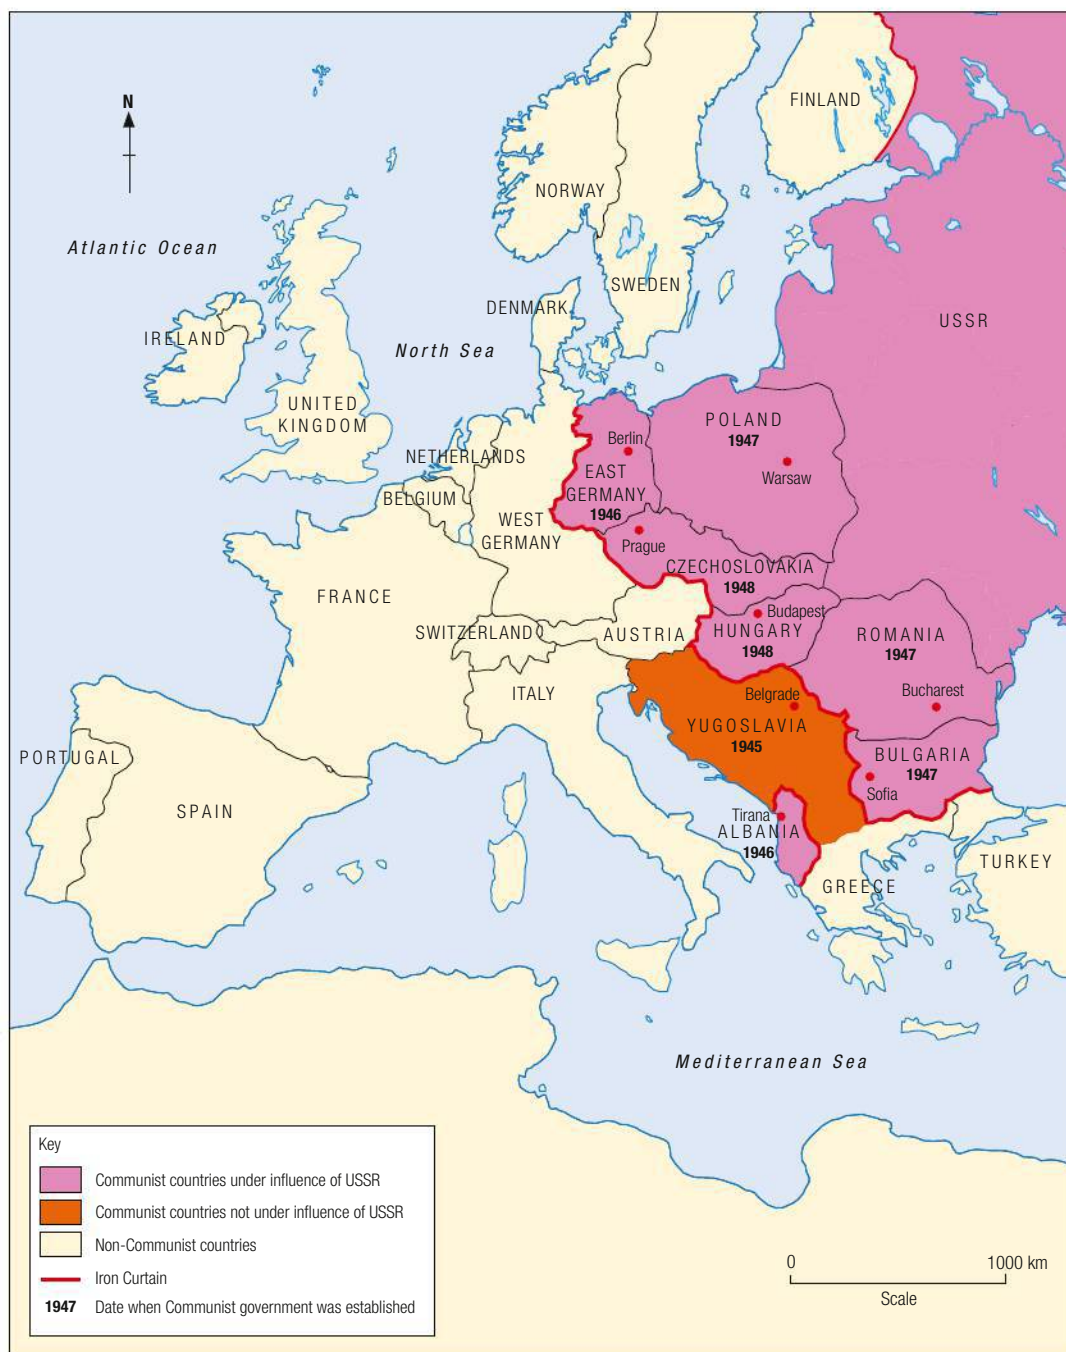 N
FINLAND
NORWAY
Atlantic Ocean
SWEDEN
DENMARK
USSR
IRELAND
North Sea
UNITED
KINGDOM
POLAND
1947
Berlin
NETHERLANDS
EAST
GERMANY
1946
Warsaw
BELGIUM
WEST
GERMANY
Prague
CZECHOSLOVAKIA
1948
FRANCE
Budapest
HUNGARY
1948
SWITZERLAND
AUSTRIA
ROMANIA
1947
ITALY
Belgrade
Bucharest
YUGOSLAVIA
1945
PORTUGAL
BULGARIA
1947
Sofia
SPAIN
Tirana
ALBANIA
1946
TURKEY
GREECE
Mediterranean Sea
Key
Communist countries under influence of USSR
Communist countries not under influence of USSR
Non-Communist countries
Iron Curtain
1947 Date when Communist government was established
0 1000 km
Scale